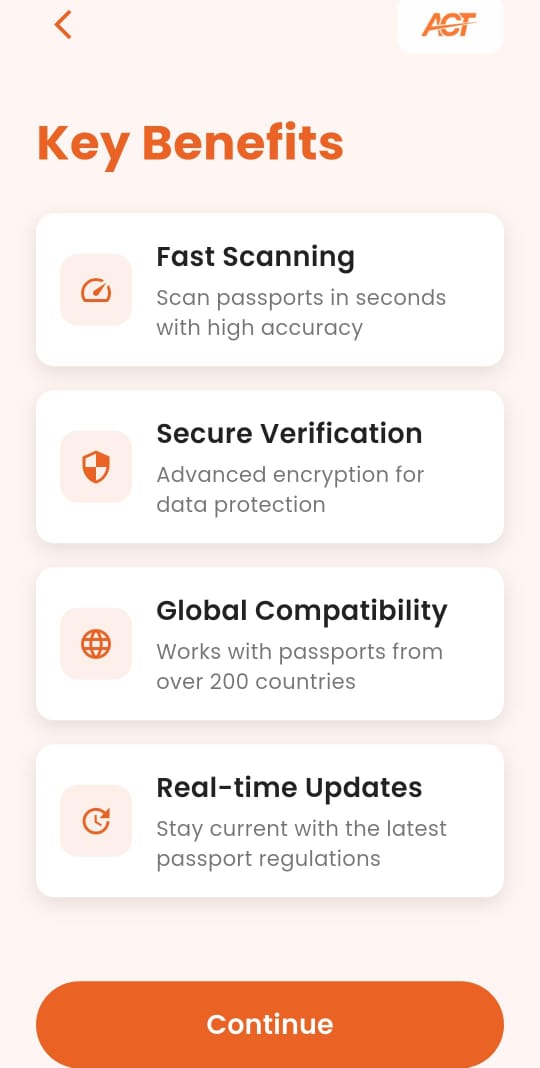 ACT
Key Benefits
Fast Scanning
Scan passports in seconds
with high accuracy
Secure Verification
Advanced encryption for
data protection
Global Compatibility
Works with passports from
over 200 countries
Real-time Updates
Stay current with the latest
passport regulations
Continue